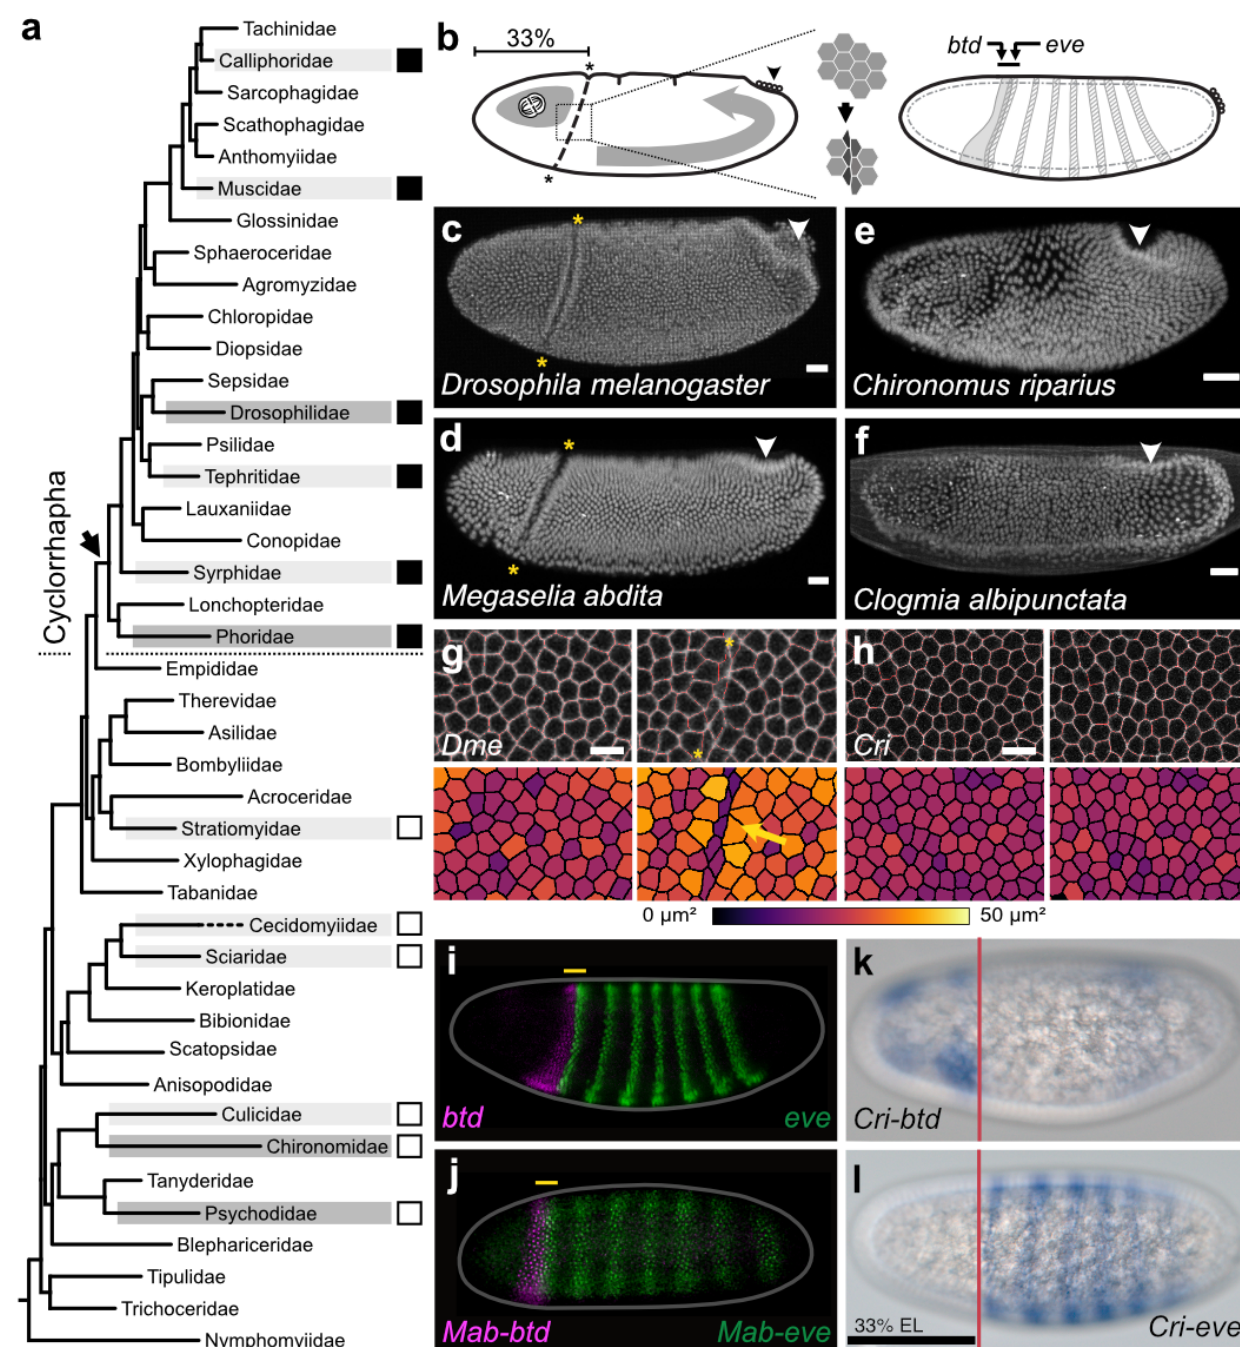 a
Tachinidae
Calliphoridae
Sarcophagidae
Scathophagidae
Anthomyiidae
Muscidae
Glossinidae
Sphaeroceridae
Agromyzidae
Chloropidae
Diopsidae
Sepsidae
Drosophilidae
Psilidae
Tephritidae
Lauxaniidae
Conopidae
Syrphidae
Lonchopteridae
Phoridae
Cyclorrhapha
Empididae
Therevidae
Asilidae
Bombyliidae
Acroceridae
Stratiomyidae
Xylophagidae
Tabanidae
Cecidomyiidae
Sciaridae
Keroplatidae
Bibionidae
Scatopsidae
Anisopodidae
Culicidae
Chironomidae
Tanyderidae
Psychodidae
Blephariceridae
Tipulidae
Trichoceridae
Nymphomyiidae
b
33%
*
*
btd eve
c
*
*
Drosophila melanogaster
e
Chironomus riparius
d
*
*
Megaselia abdita
f
Clogmia albipunctata
g
*
*
Dme
h
Cri
0 µm² 50 µm²
i
btd eve
k
Cri-btd
j
Mab-btd Mab-eve
l
33% EL
Cri-eve